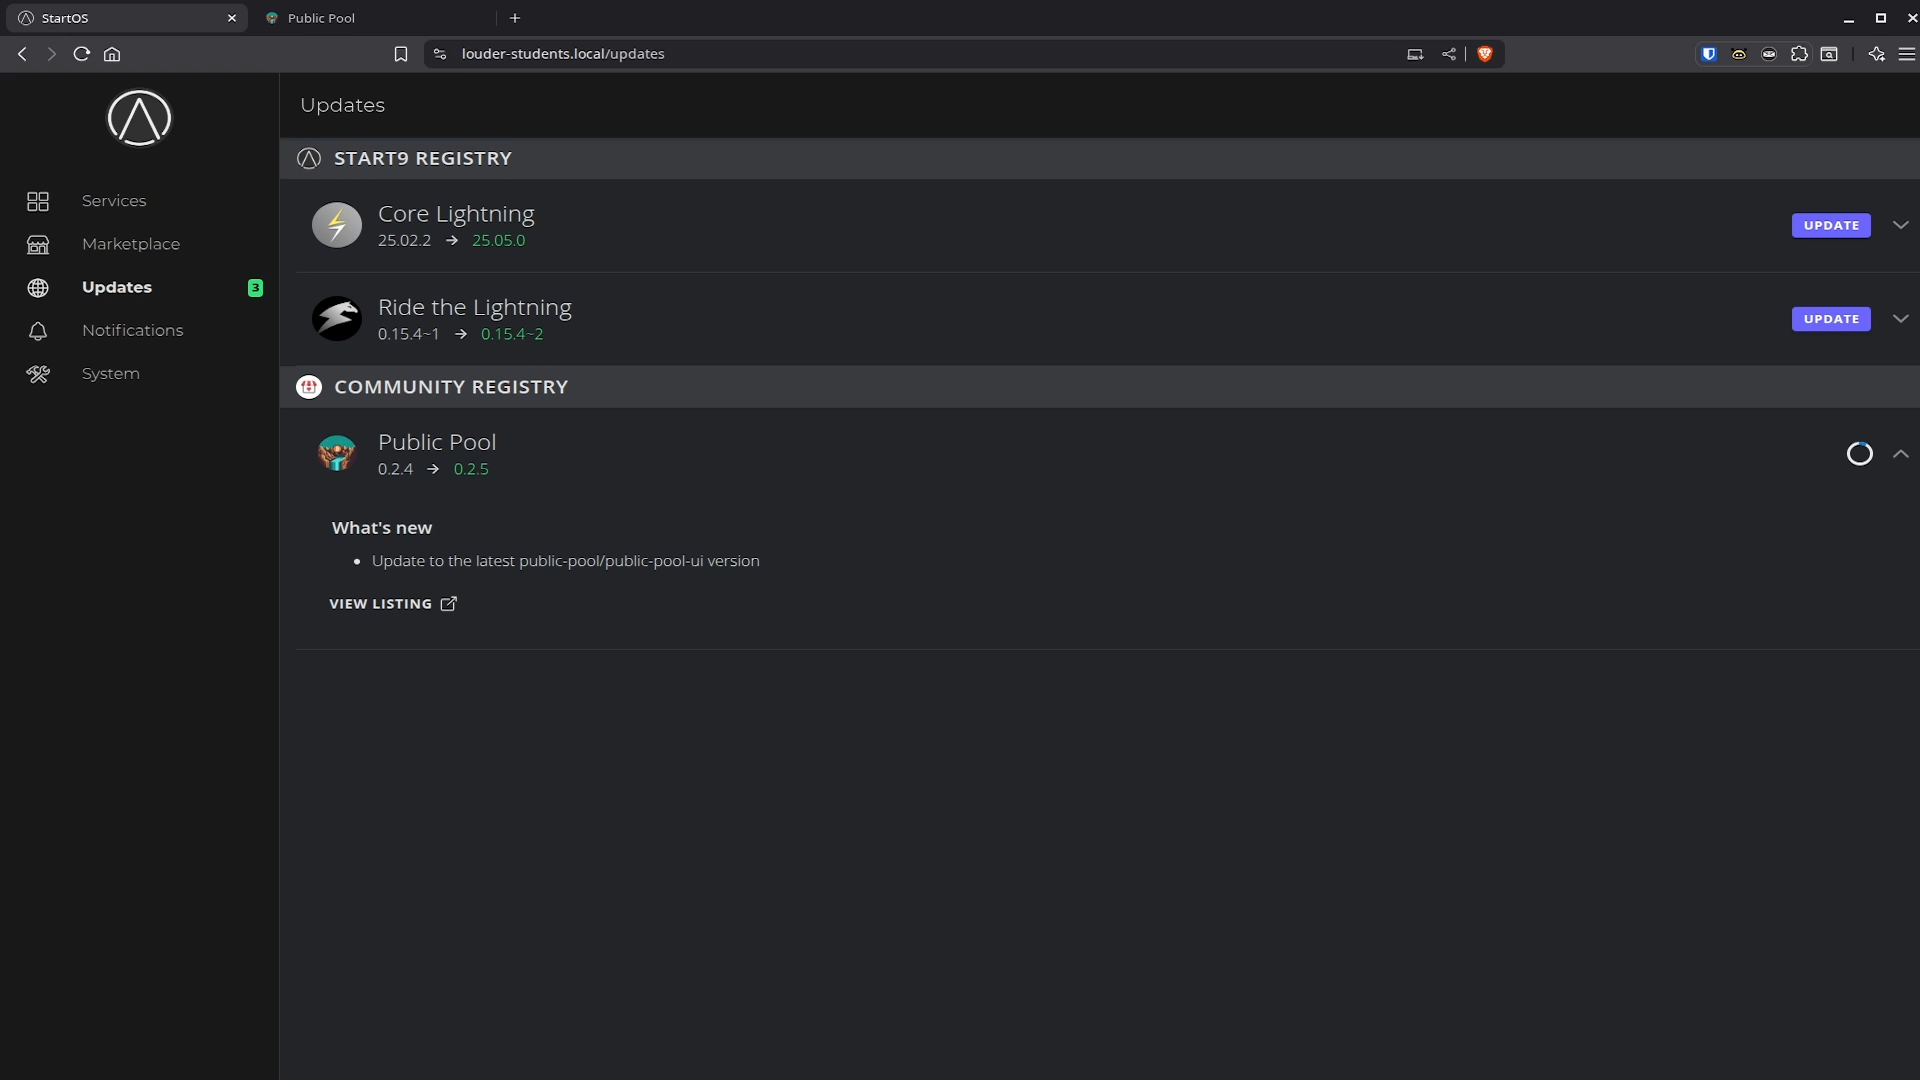 StartOS
Public Pool
louder-students.local/updates
Updates
START9 REGISTRY
Services
Core Lightning
25.02.2 → 25.05.0
UPDATE
Marketplace
Updates
3
Ride the Lightning
0.15.4~1 → 0.15.4~2
UPDATE
Notifications
System
COMMUNITY REGISTRY
Public Pool
0.2.4 → 0.2.5
What's new
• Update to the latest public-pool/public-pool-ui version
VIEW LISTING